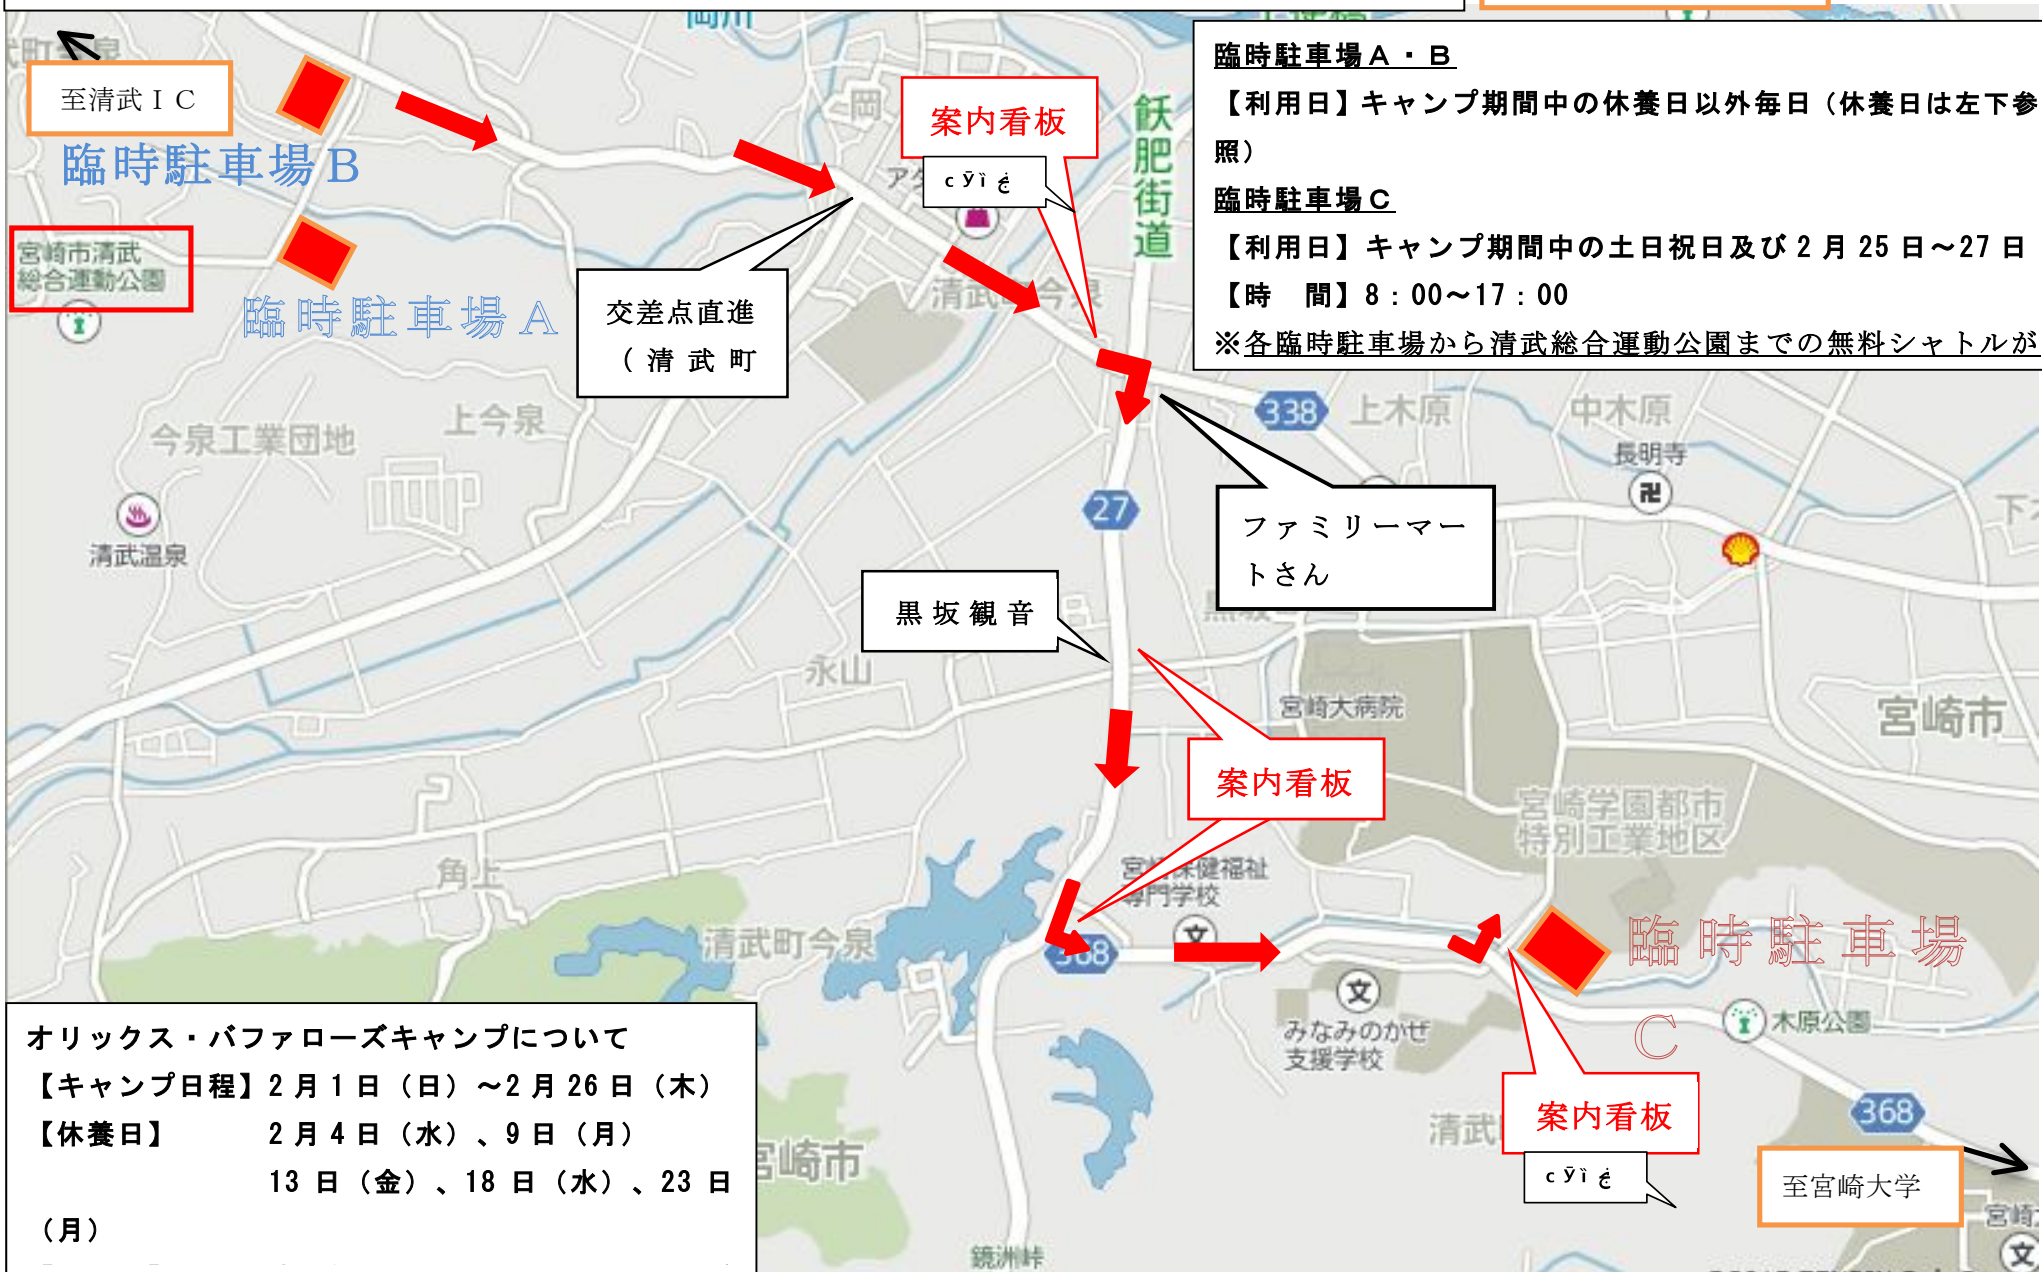 至清武ＩＣ
臨時駐車場Ｂ
宮崎市清武
総合運動公園
臨時駐車場Ａ
案内看板
岡
飫肥街道
交差点直進
（清武町
臨時駐車場Ａ・Ｂ
【利用日】キャンプ期間中の休養日以外毎日（休養日は左下参
照）
臨時駐車場Ｃ
【利用日】キャンプ期間中の土日祝日及び2月25日～27日
【時　間】8：00～17：00
※各臨時駐車場から清武総合運動公園までの無料シャトルが
今泉工業団地
上今泉
338
上木原
中木原
長明寺
清武温泉
27
ファミリーマー
トさん
黒坂観音
永山
宮崎大病院
宮崎市
案内看板
宮崎学園都市
特別工業地区
角上
専門学校
清武町今泉
368
臨時駐車場
Ｃ
文
みなみのかぜ
支援学校
木原公園
案内看板
368
至宮崎大学
オリックス・バファローズキャンプについて
【キャンプ日程】2月1日（日）～2月26日（木）
【休養日】　2月4日（水）、9日（月）
13日（金）、18日（水）、23日
（月）
宮崎市
鏡洲峠
文